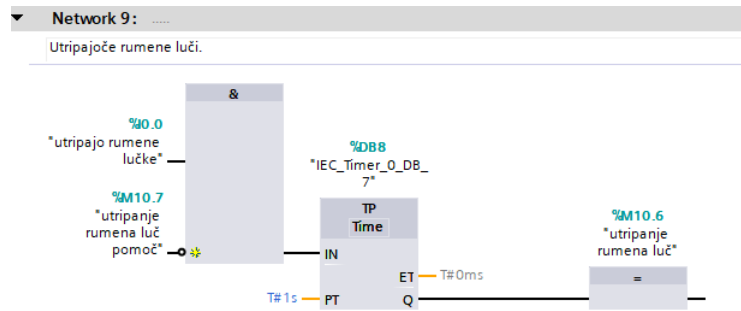 Network 9: .....
Utripajoče rumene luči.
&
%I0.0
"utripajo rumene
lučke"
%M10.7
"utripanje
rumena luč
pomoč"
%DB8
"IEC_Timer_0_DB_
7"
TP
Time
IN
ET
T#0ms
T#1s
PT
Q
%M10.6
"utripanje
rumena luč"
=